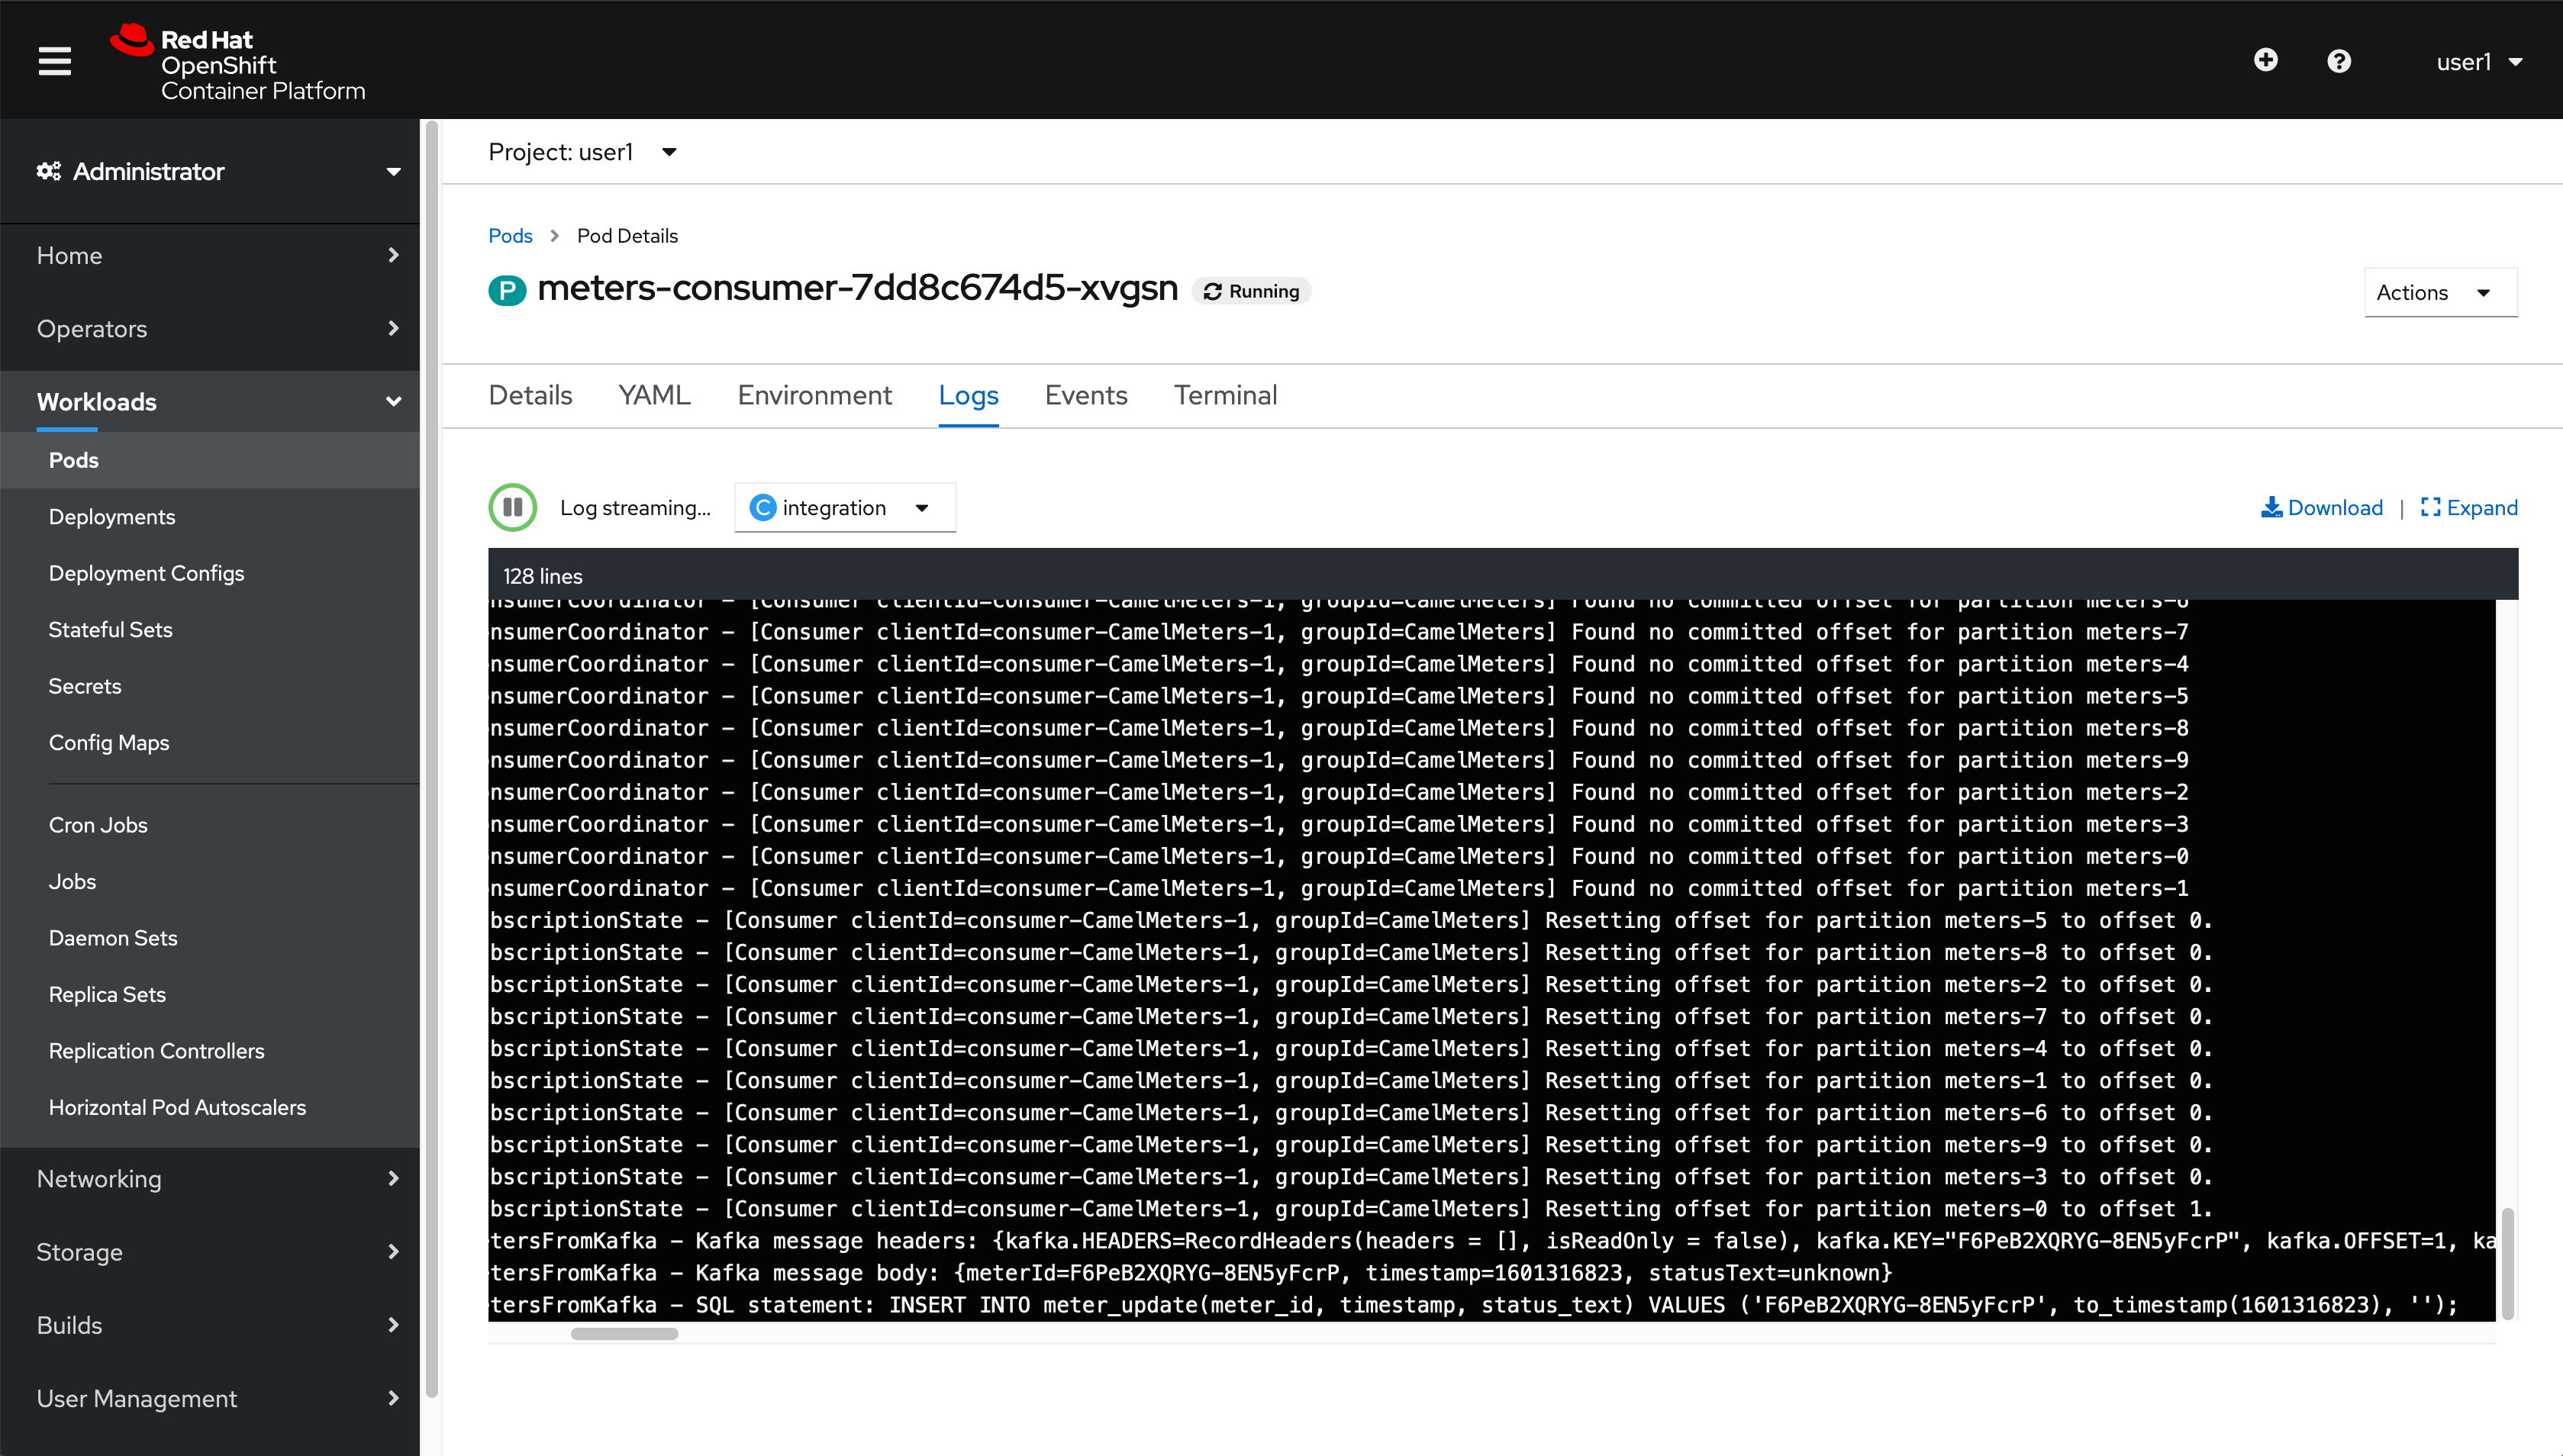 Red Hat
OpenShift
Container Platform
user1
Administrator
Home
Operators
Workloads
Pods
Deployments
Deployment Configs
Stateful Sets
Secrets
Config Maps
Cron Jobs
Jobs
Daemon Sets
Replica Sets
Replication Controllers
Horizontal Pod Autoscalers
Networking
Storage
Builds
User Management
Project: user1
Pods > Pod Details
P meters-consumer-7dd8c674d5-xvgsn Running
Actions
Details YAML Environment Logs Events Terminal
Log streaming... C integration
Download | Expand
128 lines
nsumerCoordinator – [Consumer clientId=consumer-CamelMeters-1, groupId=CamelMeters] Found no committed offset for partition meters-6
nsumerCoordinator – [Consumer clientId=consumer-CamelMeters-1, groupId=CamelMeters] Found no committed offset for partition meters-7
nsumerCoordinator – [Consumer clientId=consumer-CamelMeters-1, groupId=CamelMeters] Found no committed offset for partition meters-4
nsumerCoordinator – [Consumer clientId=consumer-CamelMeters-1, groupId=CamelMeters] Found no committed offset for partition meters-5
nsumerCoordinator – [Consumer clientId=consumer-CamelMeters-1, groupId=CamelMeters] Found no committed offset for partition meters-8
nsumerCoordinator – [Consumer clientId=consumer-CamelMeters-1, groupId=CamelMeters] Found no committed offset for partition meters-9
nsumerCoordinator – [Consumer clientId=consumer-CamelMeters-1, groupId=CamelMeters] Found no committed offset for partition meters-2
nsumerCoordinator – [Consumer clientId=consumer-CamelMeters-1, groupId=CamelMeters] Found no committed offset for partition meters-3
nsumerCoordinator – [Consumer clientId=consumer-CamelMeters-1, groupId=CamelMeters] Found no committed offset for partition meters-0
nsumerCoordinator – [Consumer clientId=consumer-CamelMeters-1, groupId=CamelMeters] Found no committed offset for partition meters-1
bscriptionState – [Consumer clientId=consumer-CamelMeters-1, groupId=CamelMeters] Resetting offset for partition meters-5 to offset 0.
bscriptionState – [Consumer clientId=consumer-CamelMeters-1, groupId=CamelMeters] Resetting offset for partition meters-8 to offset 0.
bscriptionState – [Consumer clientId=consumer-CamelMeters-1, groupId=CamelMeters] Resetting offset for partition meters-2 to offset 0.
bscriptionState – [Consumer clientId=consumer-CamelMeters-1, groupId=CamelMeters] Resetting offset for partition meters-7 to offset 0.
bscriptionState – [Consumer clientId=consumer-CamelMeters-1, groupId=CamelMeters] Resetting offset for partition meters-4 to offset 0.
bscriptionState – [Consumer clientId=consumer-CamelMeters-1, groupId=CamelMeters] Resetting offset for partition meters-1 to offset 0.
bscriptionState – [Consumer clientId=consumer-CamelMeters-1, groupId=CamelMeters] Resetting offset for partition meters-6 to offset 0.
bscriptionState – [Consumer clientId=consumer-CamelMeters-1, groupId=CamelMeters] Resetting offset for partition meters-9 to offset 0.
bscriptionState – [Consumer clientId=consumer-CamelMeters-1, groupId=CamelMeters] Resetting offset for partition meters-3 to offset 0.
bscriptionState – [Consumer clientId=consumer-CamelMeters-1, groupId=CamelMeters] Resetting offset for partition meters-0 to offset 1.
tersFromKafka – Kafka message headers: {kafka.HEADERS=RecordHeaders(headers = [], isReadOnly = false), kafka.KEY="F6PeB2XQRYG-8EN5yFcrP", kafka.OFFSET=1, ka
tersFromKafka – Kafka message body: {meterId=F6PeB2XQRYG-8EN5yFcrP, timestamp=1601316823, statusText=unknown}
tersFromKafka – SQL statement: INSERT INTO meter_update(meter_id, timestamp, status_text) VALUES ('F6PeB2XQRYG-8EN5yFcrP', to_timestamp(1601316823), '');